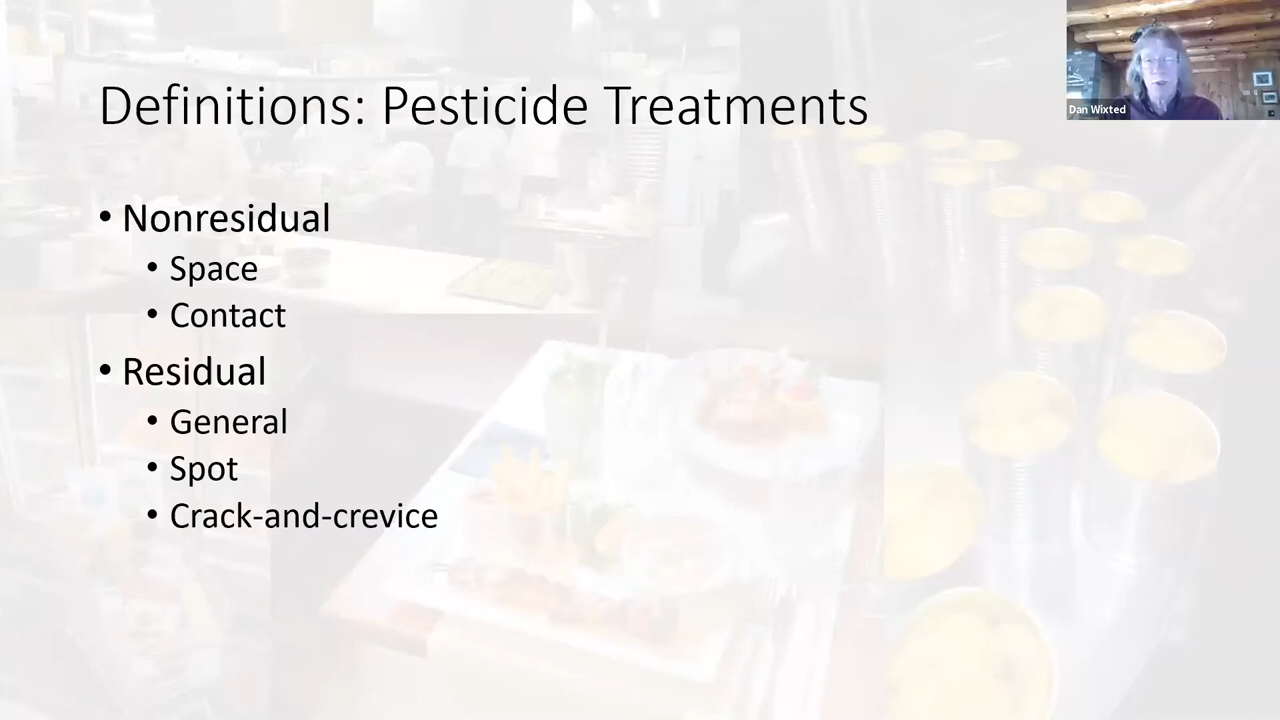 Definitions: Pesticide Treatments
Dan Wixted
• Nonresidual
• Space
• Contact
• Residual
• General
• Spot
• Crack-and-crevice